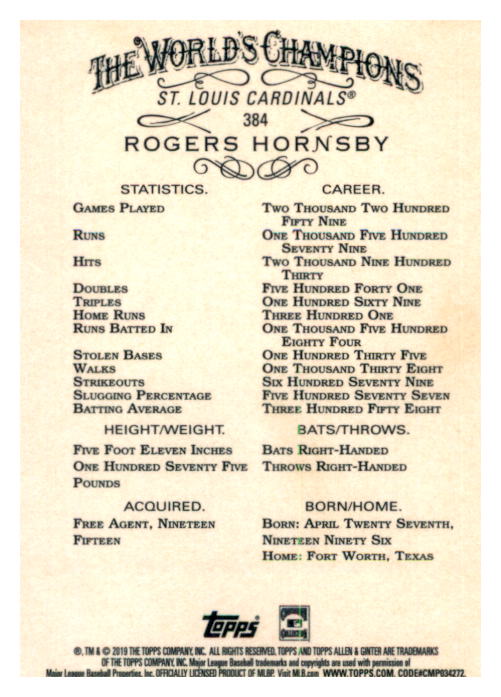 THE WORLD'S CHAMPIONS
ST. LOUIS CARDINALS®
384
ROGERS HORNSBY
STATISTICS. CAREER.
GAMES PLAYED TWO THOUSAND TWO HUNDRED
FIFTY NINE
RUNS ONE THOUSAND FIVE HUNDRED
SEVENTY NINE
HITS TWO THOUSAND NINE HUNDRED
THIRTY
DOUBLES FIVE HUNDRED FORTY ONE
TRIPLES ONE HUNDRED SIXTY NINE
HOME RUNS THREE HUNDRED ONE
RUNS BATTED IN ONE THOUSAND FIVE HUNDRED
EIGHTY FOUR
STOLEN BASES ONE HUNDRED THIRTY FIVE
WALKS ONE THOUSAND THIRTY EIGHT
STRIKEOUTS SIX HUNDRED SEVENTY NINE
SLUGGING PERCENTAGE FIVE HUNDRED SEVENTY SEVEN
BATTING AVERAGE THREE HUNDRED FIFTY EIGHT
HEIGHT/WEIGHT. BATS/THROWS.
FIVE FOOT ELEVEN INCHES BATS RIGHT-HANDED
ONE HUNDRED SEVENTY FIVE THROWS RIGHT-HANDED
POUNDS
ACQUIRED. BORN/HOME.
FREE AGENT, NINETEEN BORN: APRIL TWENTY SEVENTH,
FIFTEEN NINETEEN NINETY SIX
HOME: FORT WORTH, TEXAS
Topps
®, TM & © 2019 THE TOPPS COMPANY, INC. ALL RIGHTS RESERVED. TOPPS AND TOPPS ALLEN & GINTER ARE TRADEMARKS
OF THE TOPPS COMPANY, INC. Major League Baseball trademarks and copyrights are used with permission of
Major League Baseball Properties, Inc. OFFICIALLY LICENSED PRODUCT OF MLBP. Visit MLB.com WWW.TOPPS.COM. CODE#CMP034272.